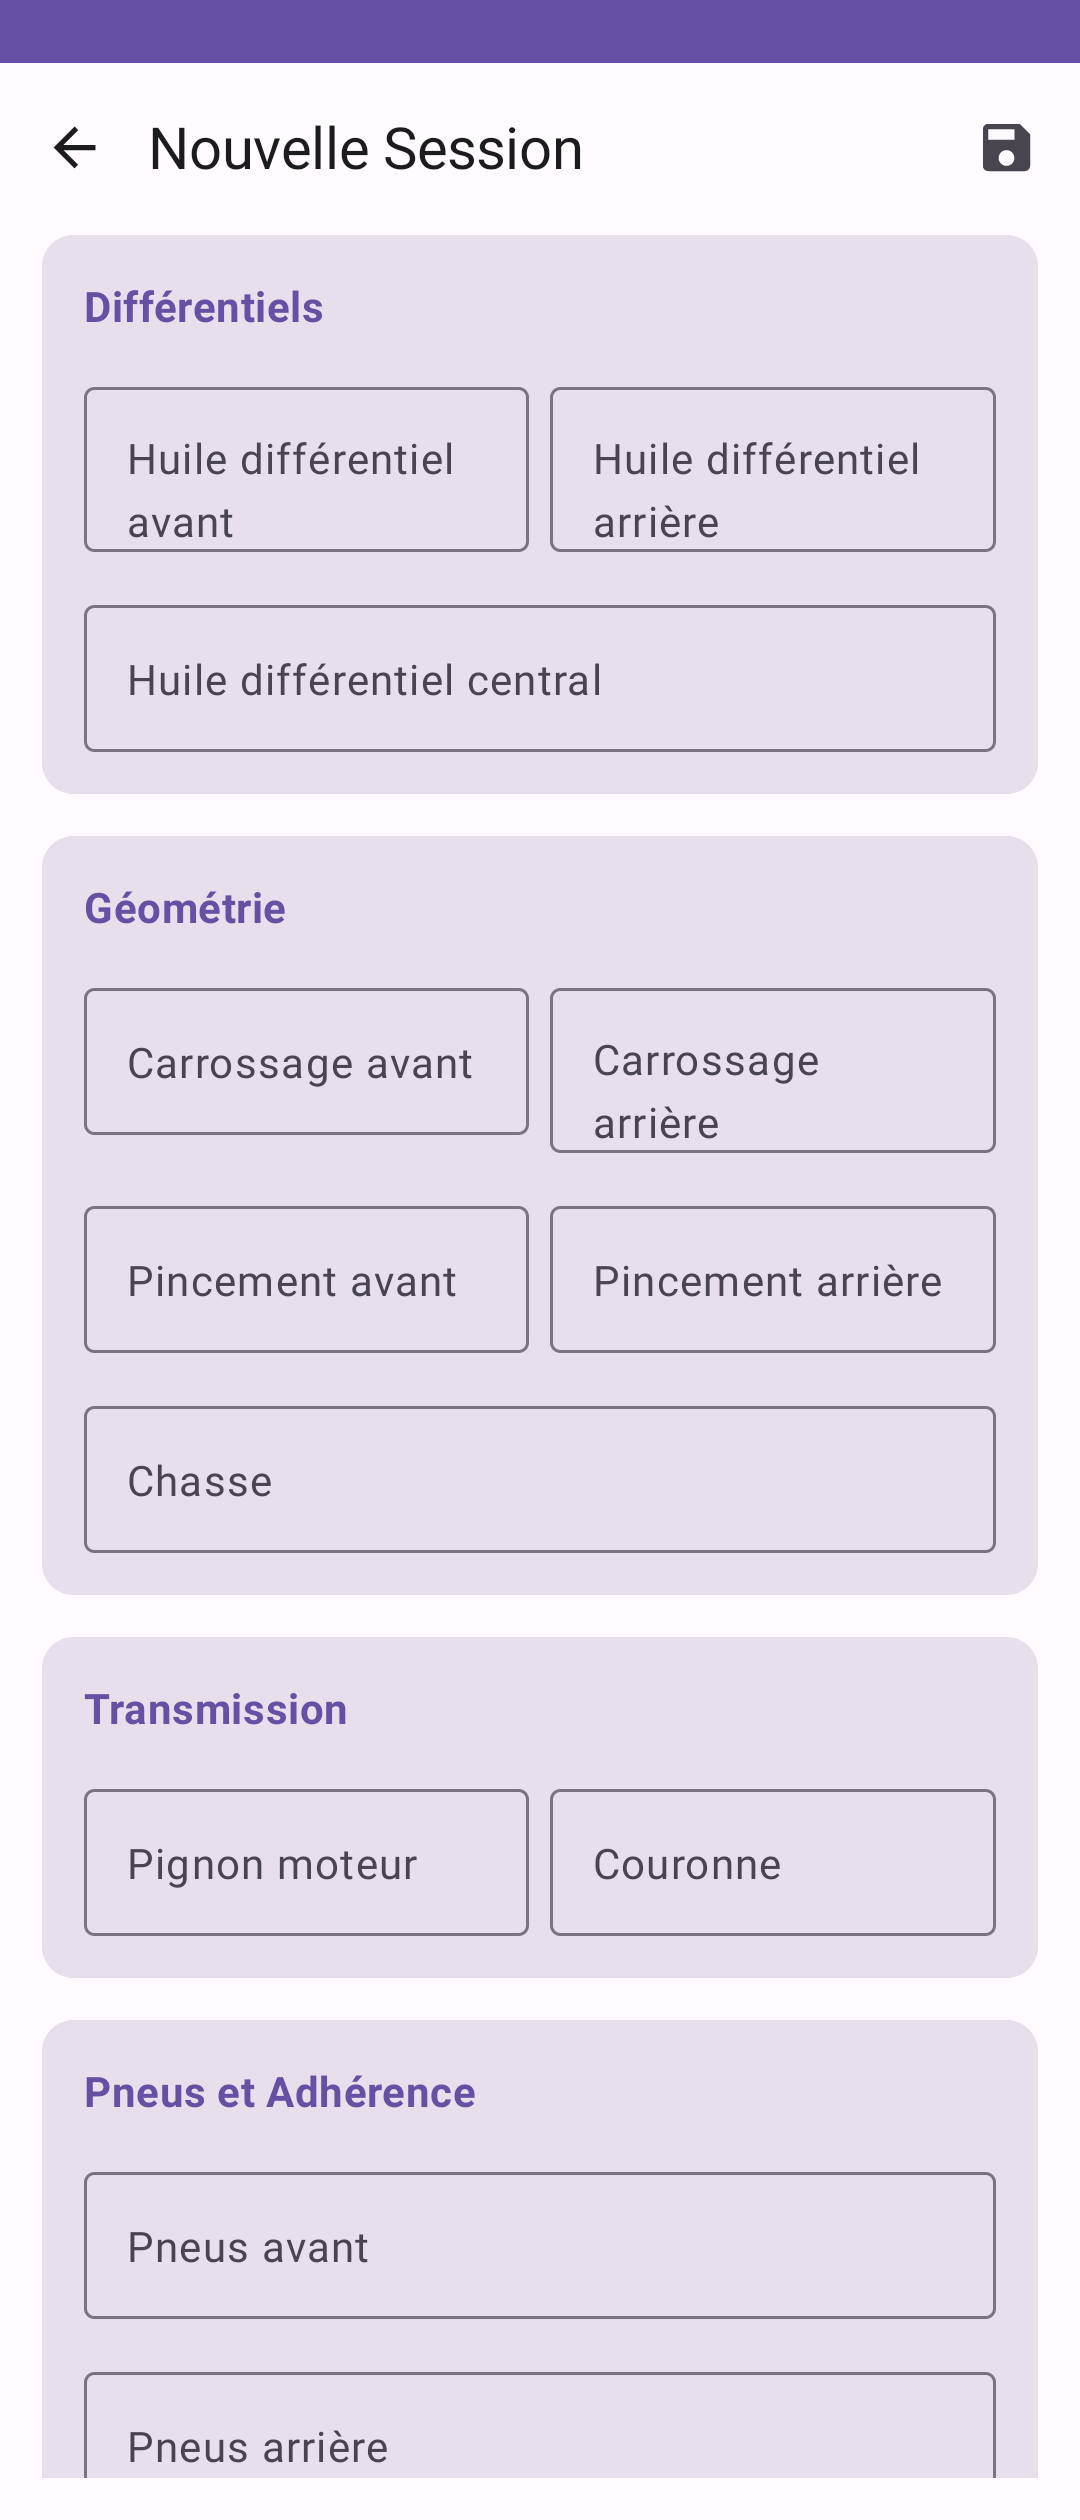 Nouvelle Session
Différentiels
Huile différentiel
avant
Huile différentiel
arrière
Huile différentiel central
Géométrie
Carrossage avant
Carrossage
arrière
Pincement avant
Pincement arrière
Chasse
Transmission
Pignon moteur
Couronne
Pneus et Adhérence
Pneus avant
Pneus arrière